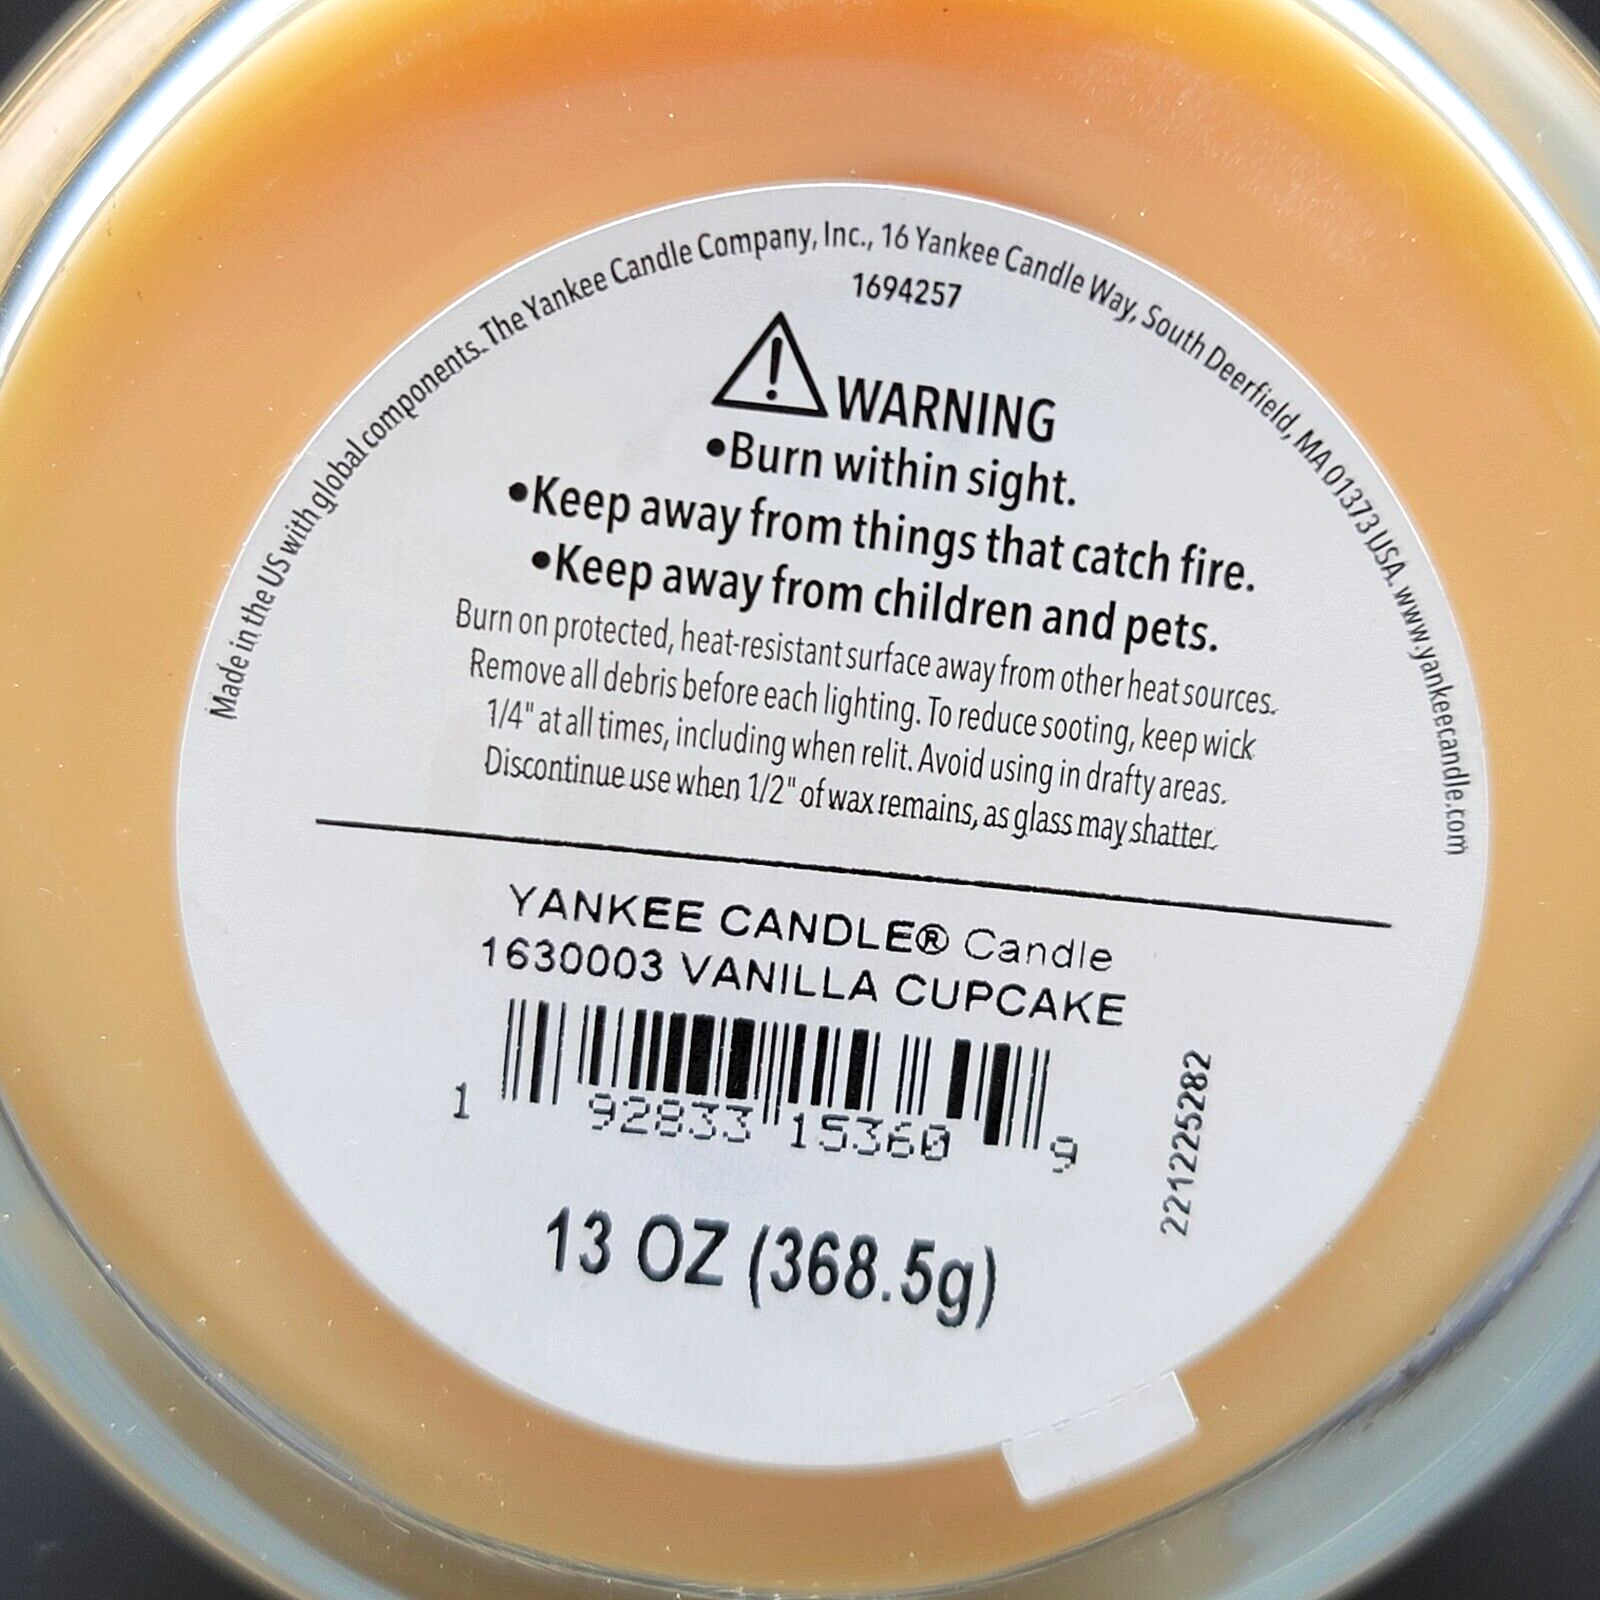 Made in the US with global components. The Yankee Candle Company, Inc., 16 Yankee Candle Way, South Deerfield, MA 01373 USA. www.yankeecandle.com
1694257
WARNING
•Burn within sight.
•Keep away from things that catch fire.
•Keep away from children and pets.
Burn on protected, heat-resistant surface away from other heat sources.
Remove all debris before each lighting. To reduce sooting, keep wick
1/4" at all times, including when relit. Avoid using in drafty areas.
Discontinue use when 1/2" of wax remains, as glass may shatter.
YANKEE CANDLE® Candle
1630003 VANILLA CUPCAKE
1 92833 15360 9
221225282
13 OZ (368.5g)